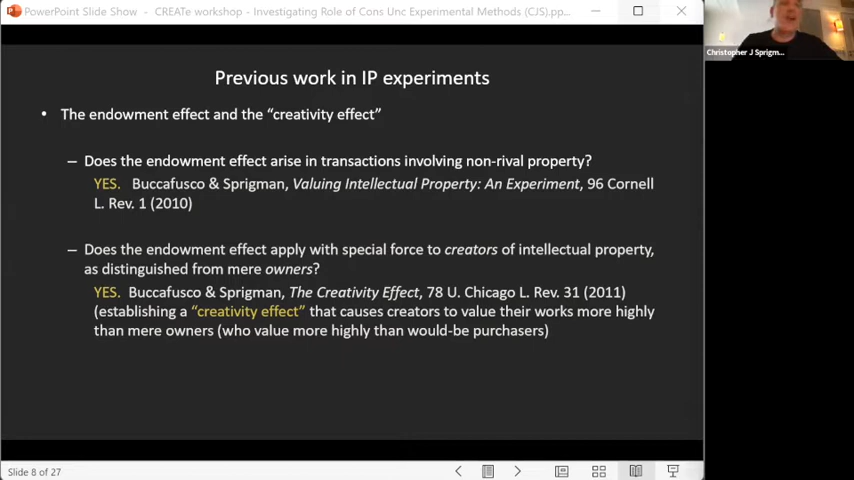 PowerPoint Slide Show - CREATe workshop - Investigating Role of Cons Unc Experimental Methods (CJS).pp...
Christopher J Sprigm...
Previous work in IP experiments
• The endowment effect and the “creativity effect”
– Does the endowment effect arise in transactions involving non-rival property?
YES. Buccafusco & Sprigman, Valuing Intellectual Property: An Experiment, 96 Cornell
L. Rev. 1 (2010)
– Does the endowment effect apply with special force to creators of intellectual property,
as distinguished from mere owners?
YES. Buccafusco & Sprigman, The Creativity Effect, 78 U. Chicago L. Rev. 31 (2011)
(establishing a “creativity effect” that causes creators to value their works more highly
than mere owners (who value more highly than would-be purchasers)
Slide 8 of 27